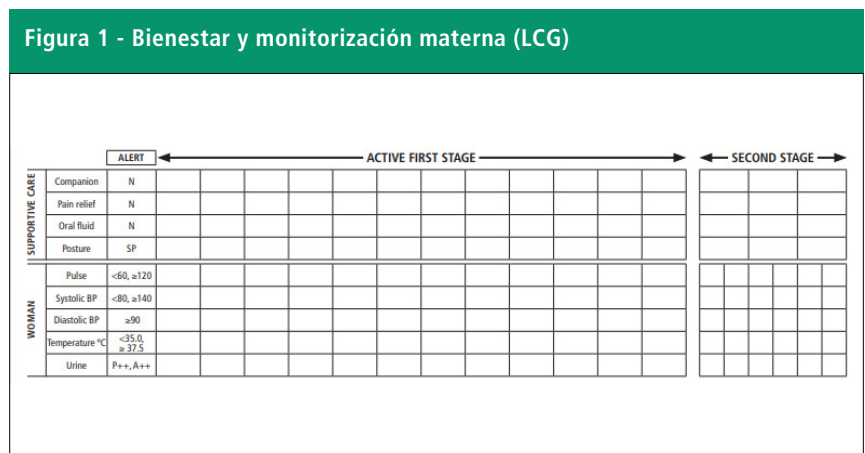 Figura 1 - Bienestar y monitorización materna (LCG)
ALERT ACTIVE FIRST STAGE SECOND STAGE
SUPPORTIVE CARE
Companion N
Pain relief N
Oral fluid N
Posture SP
WOMAN
Pulse <60, ≥120
Systolic BP <80, ≥140
Diastolic BP ≥90
Temperature °C <35.0,
≥ 37.5
Urine P++, A++